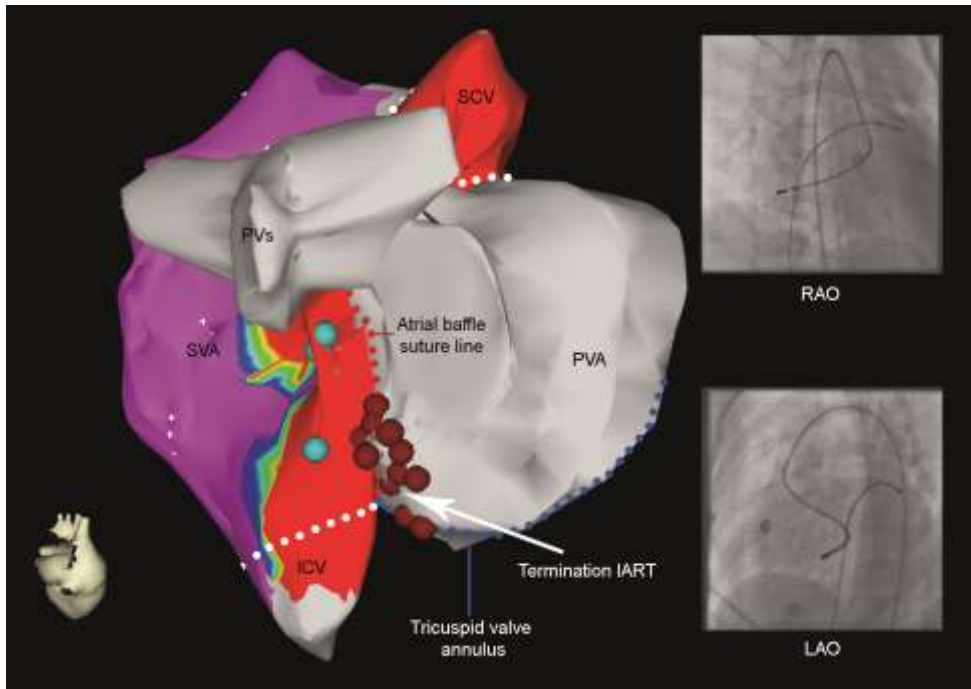 SCV
PVs
SVA
Atrial baffle
suture line
PVA
ICV
Termination IART
Tricuspid valve
annulus
RAO
LAO